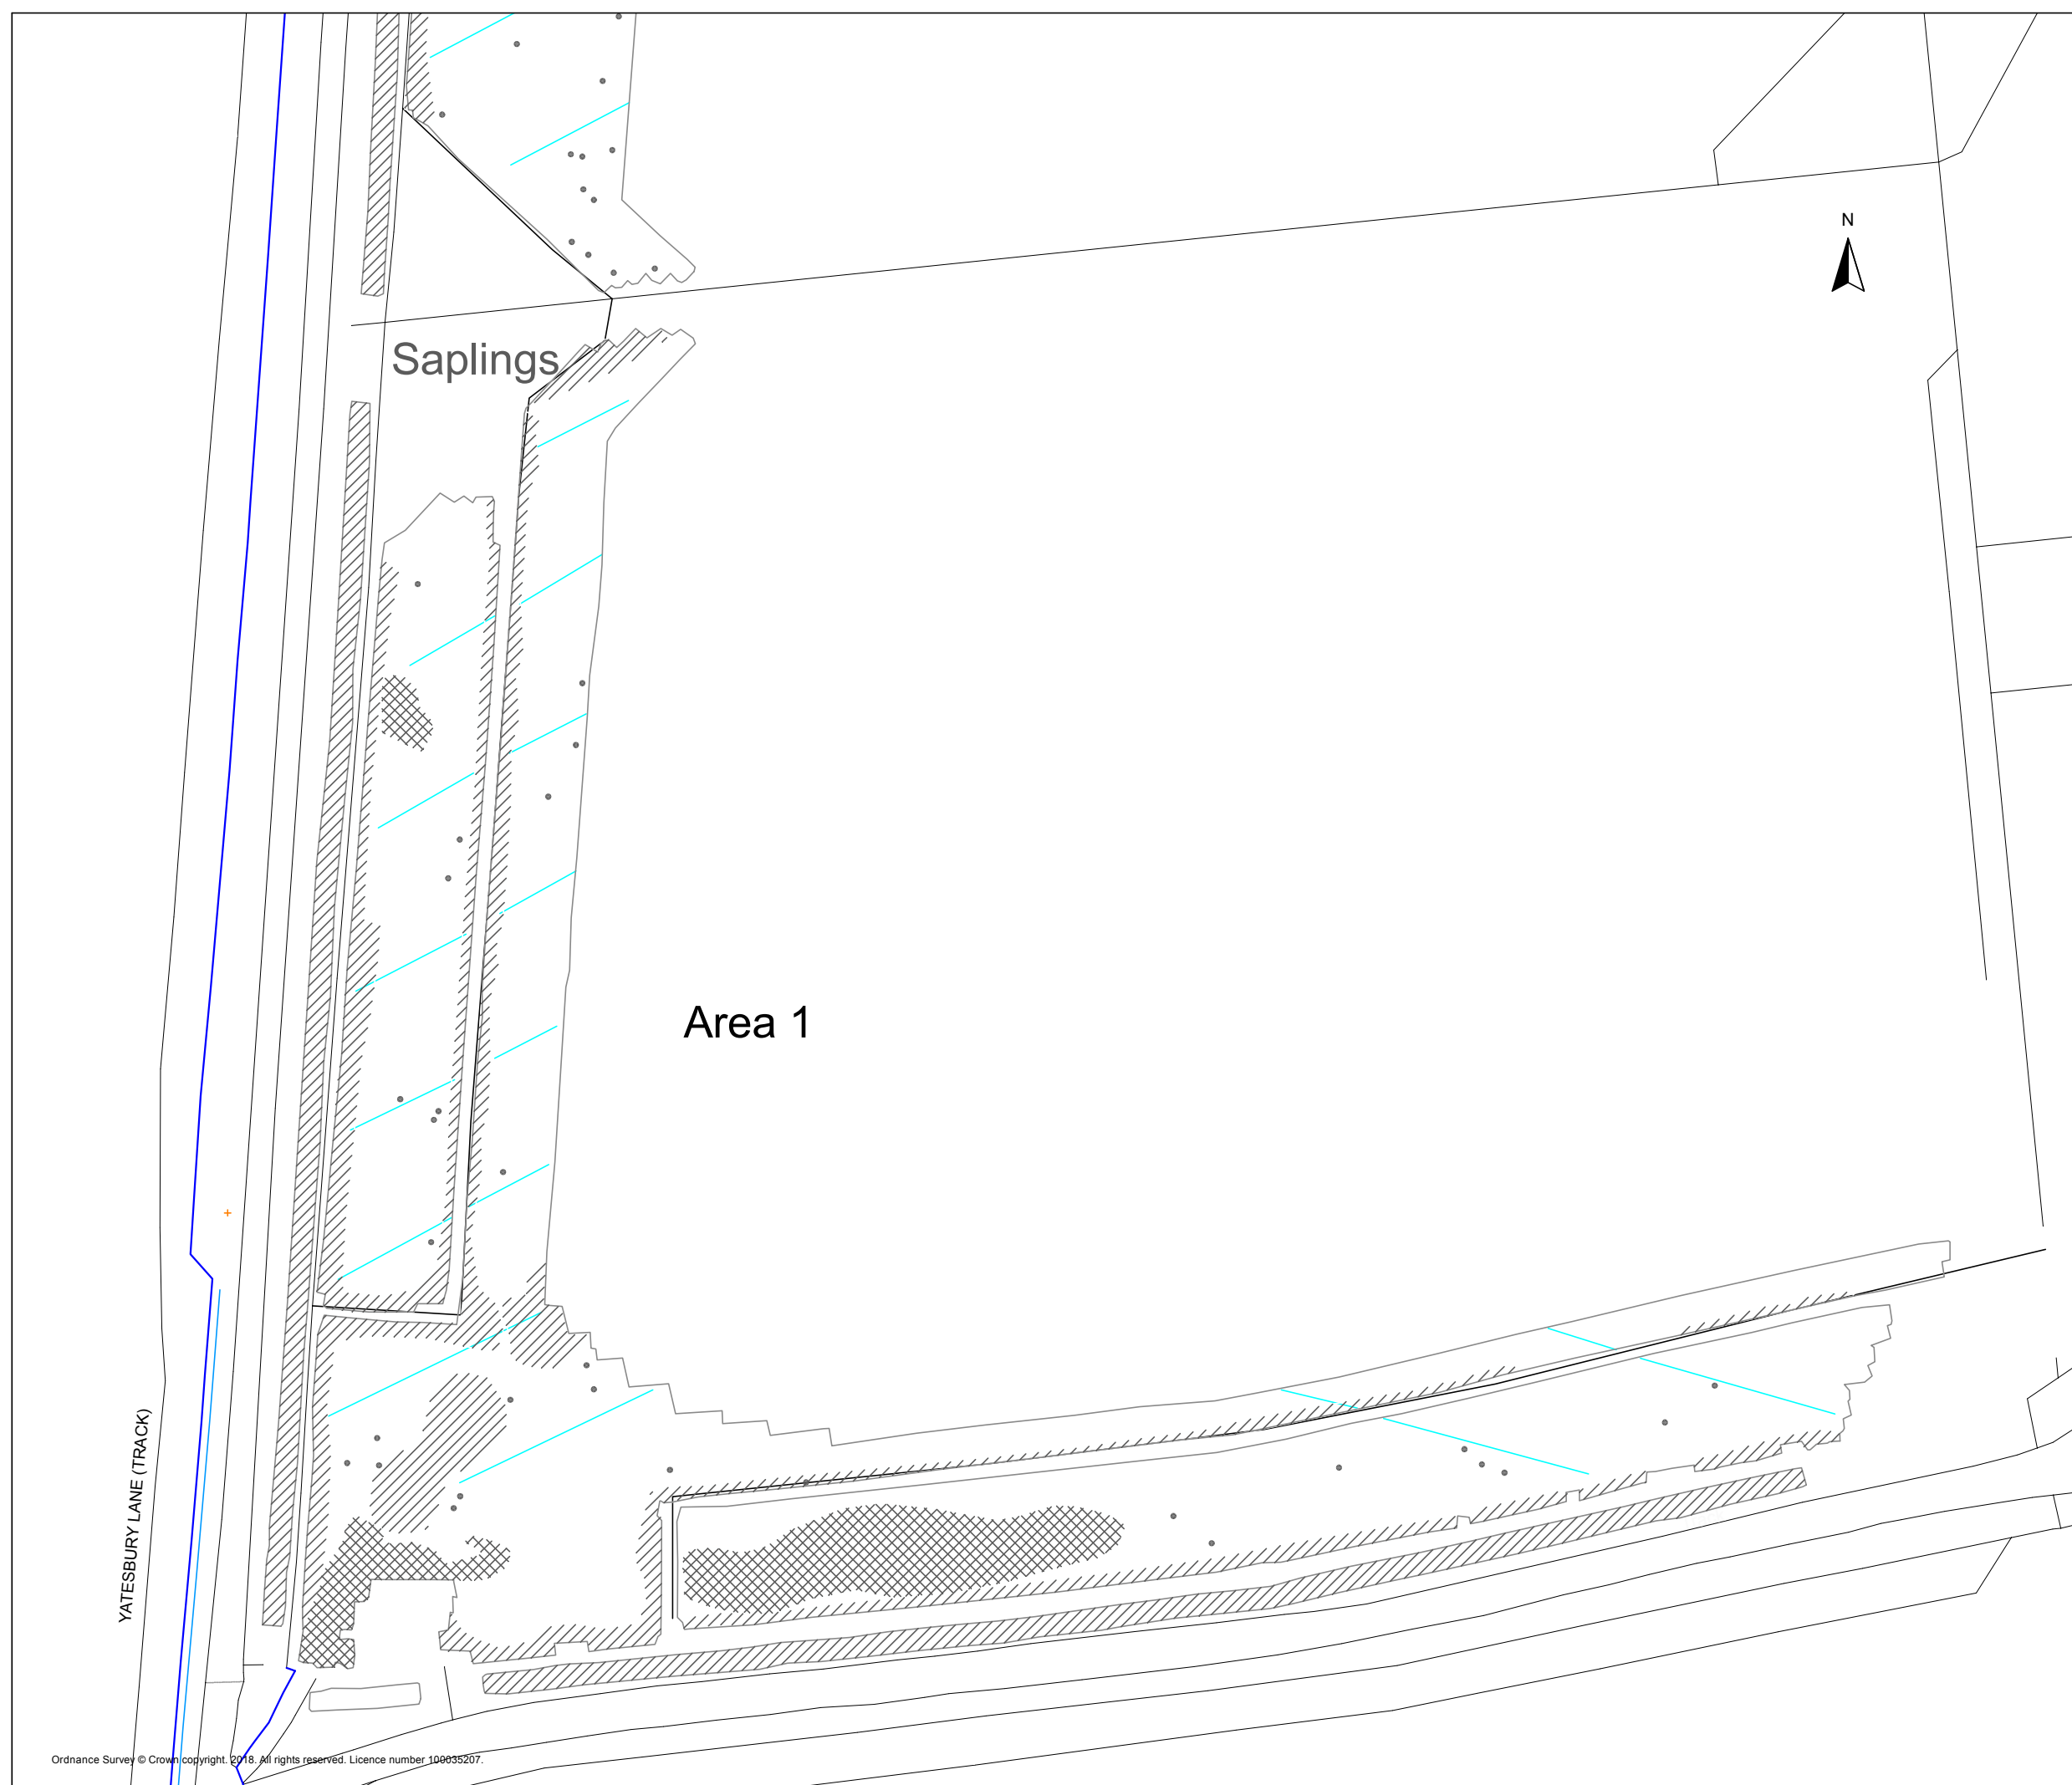 N
Saplings
Area 1
YATESBURY LANE (TRACK)
Ordnance Survey © Crown copyright. 2018. All rights reserved. Licence number 100035207.